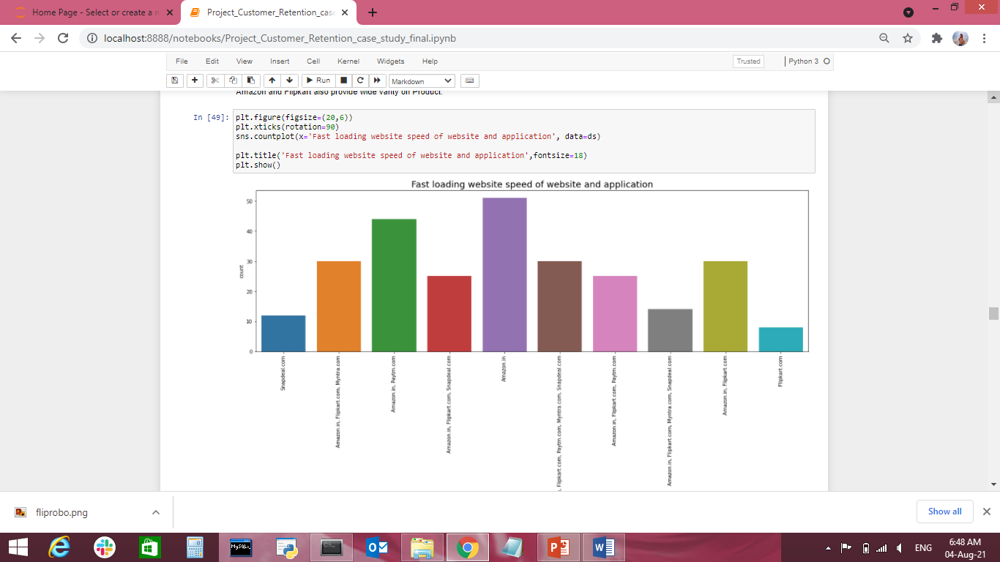 Home Page - Select or create a n
Project_Customer_Retention_case
localhost:8888/notebooks/Project_Customer_Retention_case_study_final.ipynb
File Edit View Insert Cell Kernel Widgets Help Trusted Python 3
Run Markdown
Amazon and Flipkart also provide wide varity on Product.
In [49]: plt.figure(figsize=(20,6))
plt.xticks(rotation=90)
sns.countplot(x='Fast loading website speed of website and application', data=ds)
plt.title('Fast loading website speed of website and application',fontsize=18)
plt.show()
Fast loading website speed of website and application
50
40
30
20
10
0
count
Snapdeal.com
Amazon.in, Flipkart.com, Myntra.com
Amazon.in, Paytm.com
Amazon.in, Flipkart.com, Snapdeal.com
Amazon.in
, Flipkart.com, Paytm.com, Myntra.com, Snapdeal.com
Amazon.in, Flipkart.com, Paytm.com
Amazon.in, Flipkart.com, Myntra.com, Snapdeal.com
Amazon.in, Flipkart.com
Flipkart.com
fliprobo.png
Show all
MySQL
C:\_
ENG
6:48 AM
04-Aug-21